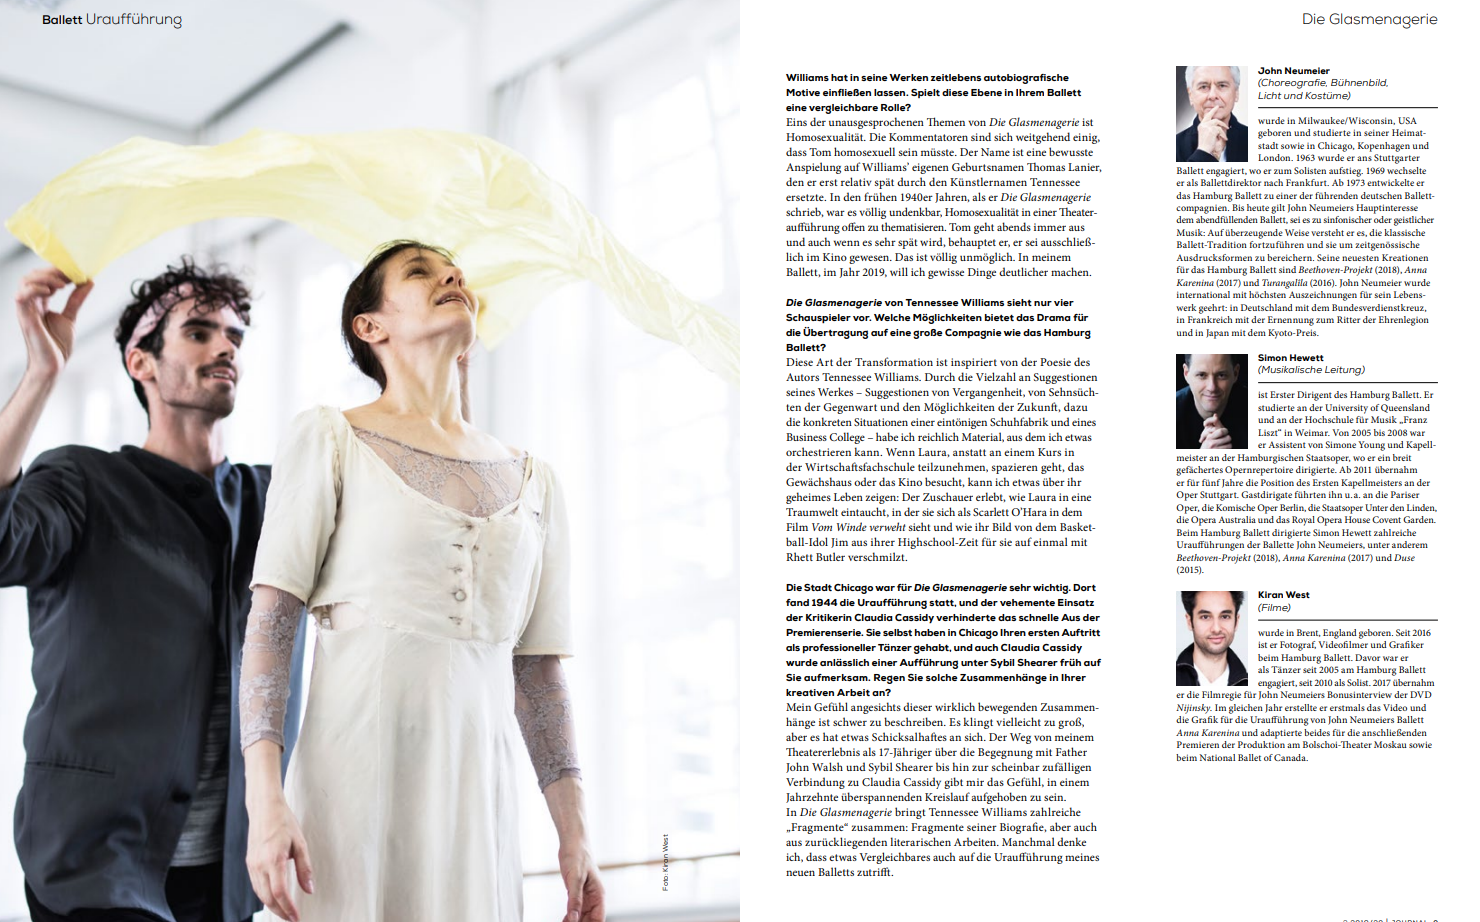 Ballett Uraufführung
Die Glasmenagerie
Williams hat in seine Werken zeitlebens autobiografische
Motive einfließen lassen. Spielt diese Ebene in Ihrem Ballett
eine vergleichbare Rolle?
Eins der unausgesprochenen Themen von Die Glasmenagerie ist
Homosexualität. Die Kommentatoren sind sich weitgehend einig,
dass Tom homosexuell sein müsste. Der Name ist eine bewusste
Anspielung auf Williams’ eigenen Geburtsnamen Thomas Lanier,
den er erst relativ spät durch den Künstlernamen Tennessee
ersetzte. In den frühen 1940er Jahren, als er Die Glasmenagerie
schrieb, war es völlig undenkbar, Homosexualität in einer Theater-
aufführung offen zu thematisieren. Tom geht abends immer aus
und auch wenn es sehr spät wird, behauptet er, er sei ausschließ-
lich im Kino gewesen. Das ist völlig unmöglich. In meinem
Ballett, im Jahr 2019, will ich gewisse Dinge deutlicher machen.
Die Glasmenagerie von Tennessee Williams sieht nur vier
Schauspieler vor. Welche Möglichkeiten bietet das Drama für
die Übertragung auf eine große Compagnie wie das Hamburg
Ballett?
Diese Art der Transformation ist inspiriert von der Poesie des
Autors Tennessee Williams. Durch die Vielzahl an Suggestionen
seines Werkes – Suggestionen von Vergangenheit, von Sehnsüch-
ten der Gegenwart und den Möglichkeiten der Zukunft, dazu
die konkreten Situationen einer eintönigen Schuhfabrik und eines
Business College – habe ich reichlich Material, aus dem ich etwas
orchestrieren kann. Wenn Laura, anstatt an einem Kurs in
der Wirtschaftsfachschule teilzunehmen, spazieren geht, das
Gewächshaus oder das Kino besucht, kann ich etwas über ihr
geheimes Leben zeigen: Der Zuschauer erlebt, wie Laura in eine
Traumwelt eintaucht, in der sie sich als Scarlett O’Hara in dem
Film Vom Winde verweht sieht und wie ihr Bild von dem Basket-
ball-Idol Jim aus ihrer Highschool-Zeit für sie auf einmal mit
Rhett Butler verschmilzt.
Die Stadt Chicago war für Die Glasmenagerie sehr wichtig. Dort
fand 1944 die Uraufführung statt, und der vehemente Einsatz
der Kritikerin Claudia Cassidy verhinderte das schnelle Aus der
Premierenserie. Sie selbst haben in Chicago Ihren ersten Auftritt
als professioneller Tänzer gehabt, und auch Claudia Cassidy
wurde anlässlich einer Aufführung unter Sybil Shearer früh auf
Sie aufmerksam. Regen Sie solche Zusammenhänge in Ihrer
kreativen Arbeit an?
Mein Gefühl angesichts dieser wirklich bewegenden Zusammen-
hänge ist schwer zu beschreiben. Es klingt vielleicht zu groß,
aber es hat etwas Schicksalhaftes an sich. Der Weg von meinem
Theatererlebnis als 17-Jähriger über die Begegnung mit Father
John Walsh und Sybil Shearer bis hin zur scheinbar zufälligen
Verbindung zu Claudia Cassidy gibt mir das Gefühl, in einem
Jahrzehnte überspannenden Kreislauf aufgehoben zu sein.
In Die Glasmenagerie bringt Tennessee Williams zahlreiche
„Fragmente“ zusammen: Fragmente seiner Biografie, aber auch
aus zurückliegenden literarischen Arbeiten. Manchmal denke
ich, dass etwas Vergleichbares auch auf die Uraufführung meines
neuen Balletts zutrifft.
John Neumeier
(Choreografie, Bühnenbild,
Licht und Kostüme)
wurde in Milwaukee/Wisconsin, USA
geboren und studierte in seiner Heimat-
stadt sowie in Chicago, Kopenhagen und
London. 1963 wurde er ans Stuttgarter
Ballett engagiert, wo er zum Solisten aufstieg. 1969 wechselte
er als Ballettdirektor nach Frankfurt. Ab 1973 entwickelte er
das Hamburg Ballett zu einer der führenden deutschen Ballett-
compagnien. Bis heute gilt John Neumeiers Hauptinteresse
dem abendfüllenden Ballett, sei es zu sinfonischer oder geistlicher
Musik: Auf überzeugende Weise versteht er es, die klassische
Ballett-Tradition fortzuführen und sie um zeitgenössische
Ausdrucksformen zu bereichern. Seine neuesten Kreationen
für das Hamburg Ballett sind Beethoven-Projekt (2018), Anna
Karenina (2017) und Turangalîla (2016). John Neumeier wurde
international mit höchsten Auszeichnungen für sein Lebens-
werk geehrt: in Deutschland mit dem Bundesverdienstkreuz,
in Frankreich mit der Ernennung zum Ritter der Ehrenlegion
und in Japan mit dem Kyoto-Preis.
Simon Hewett
(Musikalische Leitung)
ist Erster Dirigent des Hamburg Ballett. Er
studierte an der University of Queensland
und an der Hochschule für Musik „Franz
Liszt“ in Weimar. Von 2005 bis 2008 war
er Assistent von Simone Young und Kapell-
meister an der Hamburgischen Staatsoper, wo er ein breit
gefächertes Opernrepertoire dirigierte. Ab 2011 übernahm
er für fünf Jahre die Position des Ersten Kapellmeisters an der
Oper Stuttgart. Gastdirigate führten ihn u. a. an die Pariser
Oper, die Komische Oper Berlin, die Staatsoper Unter den Linden,
die Opera Australia und das Royal Opera House Covent Garden.
Beim Hamburg Ballett dirigierte Simon Hewett zahlreiche
Uraufführungen der Ballette John Neumeiers, unter anderem
Beethoven-Projekt (2018), Anna Karenina (2017) und Duse
(2015).
Kiran West
(Filme)
wurde in Brent, England geboren. Seit 2016
ist er Fotograf, Videofilmer und Grafiker
beim Hamburg Ballett. Davor war er
als Tänzer seit 2005 am Hamburg Ballett
engagiert, seit 2010 als Solist. 2017 übernahm
er die Filmregie für John Neumeiers Bonusinterview der DVD
Nijinsky. Im gleichen Jahr erstellte er erstmals das Video und
die Grafik für die Uraufführung von John Neumeiers Ballett
Anna Karenina und adaptierte beides für die anschließenden
Premieren der Produktion am Bolschoi-Theater Moskau sowie
beim National Ballet of Canada.
Foto: Kiran West